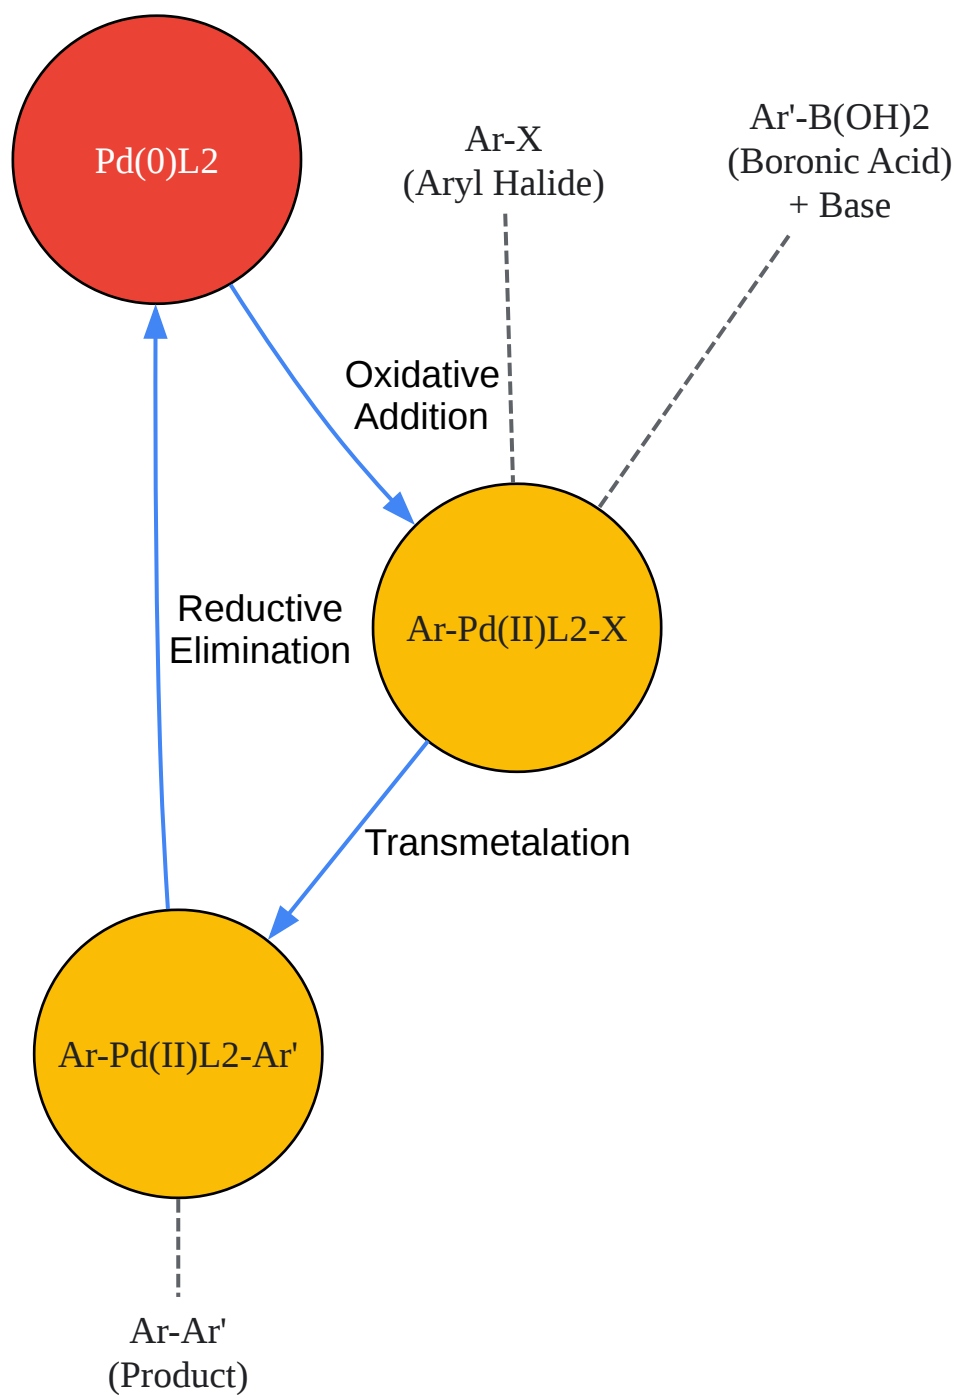 Pd(0)L2
Ar-X
(Aryl Halide)
Ar'-B(OH)2
(Boronic Acid)
+ Base
Oxidative
Addition
Reductive
Elimination
Ar-Pd(II)L2-X
Transmetalation
Ar-Pd(II)L2-Ar'
Ar-Ar'
(Product)